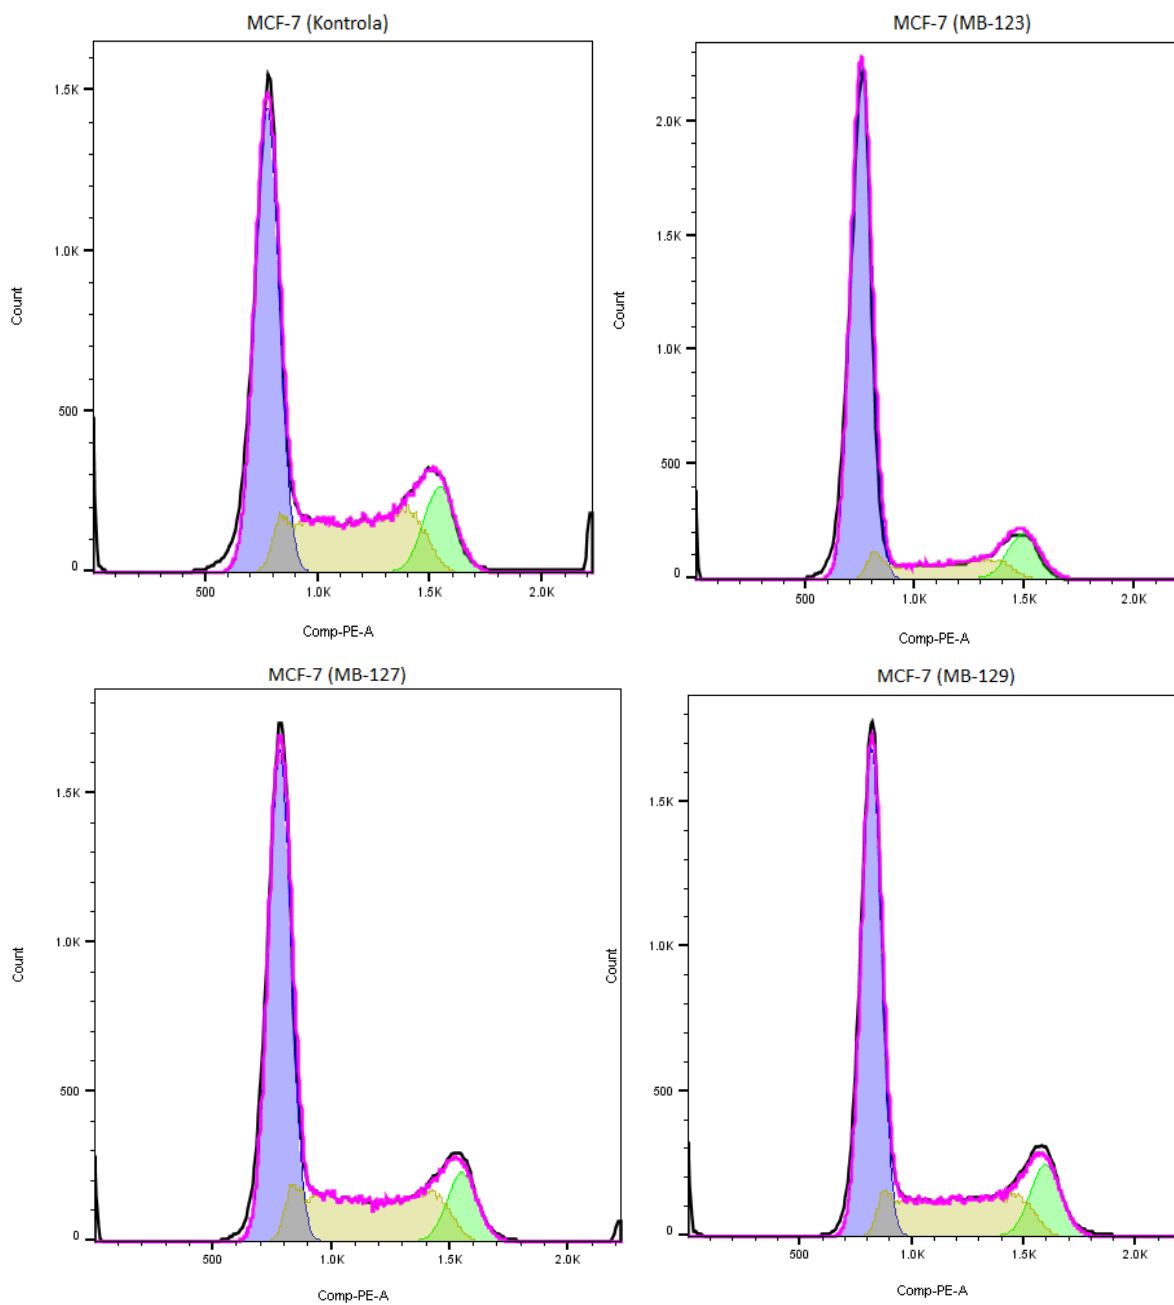 MCF-7 (Kontrola)
1.5K
1.0K
500
0
Count
500
1.0K
1.5K
2.0K
Comp-PE-A
MCF-7 (MB-123)
2.0K
1.5K
1.0K
500
0
Count
500
1.0K
1.5K
2.0K
Comp-PE-A
MCF-7 (MB-127)
1.5K
1.0K
500
0
Count
500
1.0K
1.5K
2.0K
Comp-PE-A
MCF-7 (MB-129)
1.5K
1.0K
500
0
Count
500
1.0K
1.5K
2.0K
Comp-PE-A